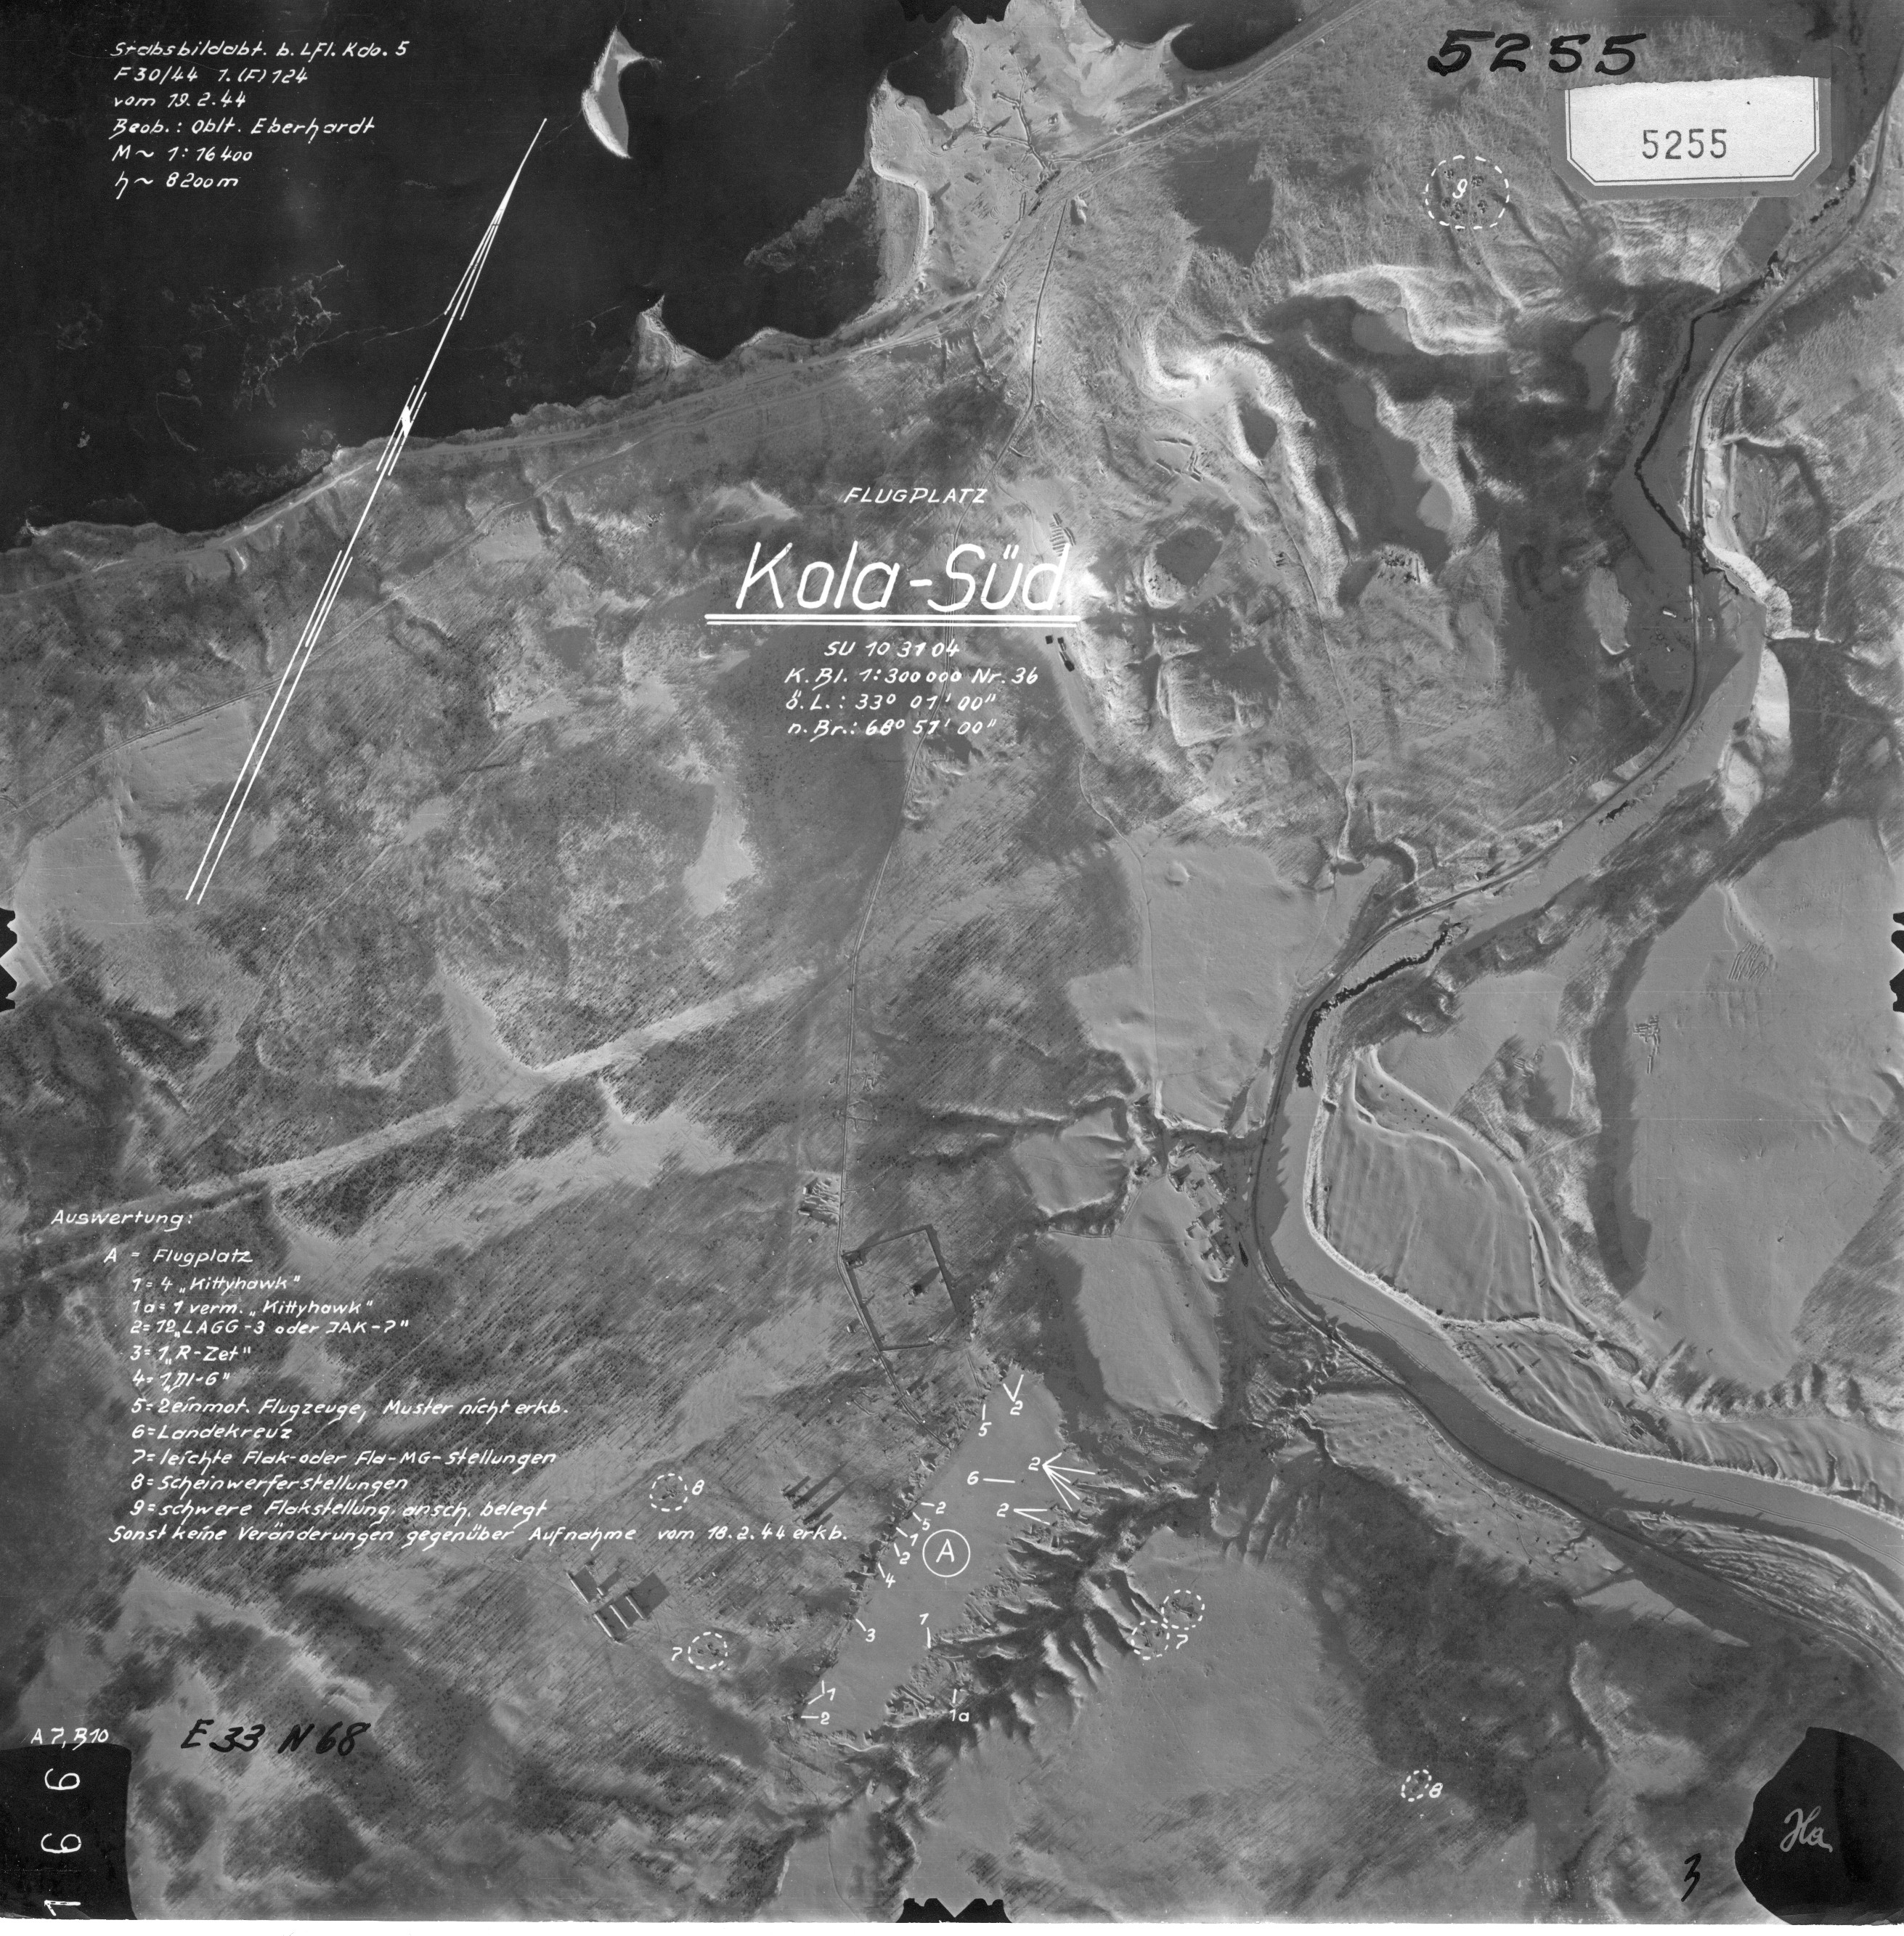 Stabsbildabt. b. Lfl. Kdo. 5
F 30/44 1.(F) 124
vom 19.2.44
Beob.: Oblt. Eberhardt
M ~ 1:16400
h ~ 8200m
5255
5255
9
FLUGPLATZ
Kola-Süd
SU 10 3104
K. Bl. 1:300000 Nr. 36
ö. L.: 33° 01' 00"
n. Br.: 68° 51' 00"
Auswertung:
A = Flugplatz
1 = 4 „Kittyhawk"
1a = 1 verm. „Kittyhawk"
2 = 12 „LAGG-3 oder JAK-7"
3 = 1 „R-Zet"
4 = 1 „DI-6"
5 = 2 einmot. Flugzeuge, Muster nicht erkb.
6 = Landekreuz
7 = leichte Flak- oder Fla-MG-Stellungen
8 = Scheinwerferstellungen
9 = schwere Flakstellung, ansch. belegt
Sonst keine Veränderungen gegenüber Aufnahme vom 18.2.44 erkb.
2
5
6
2
2
2
5
1
2
A
4
3
1
8
7
7
1
2
1a
8
A7, B10
E 33 N 68
1 6 6 6
3
Ha